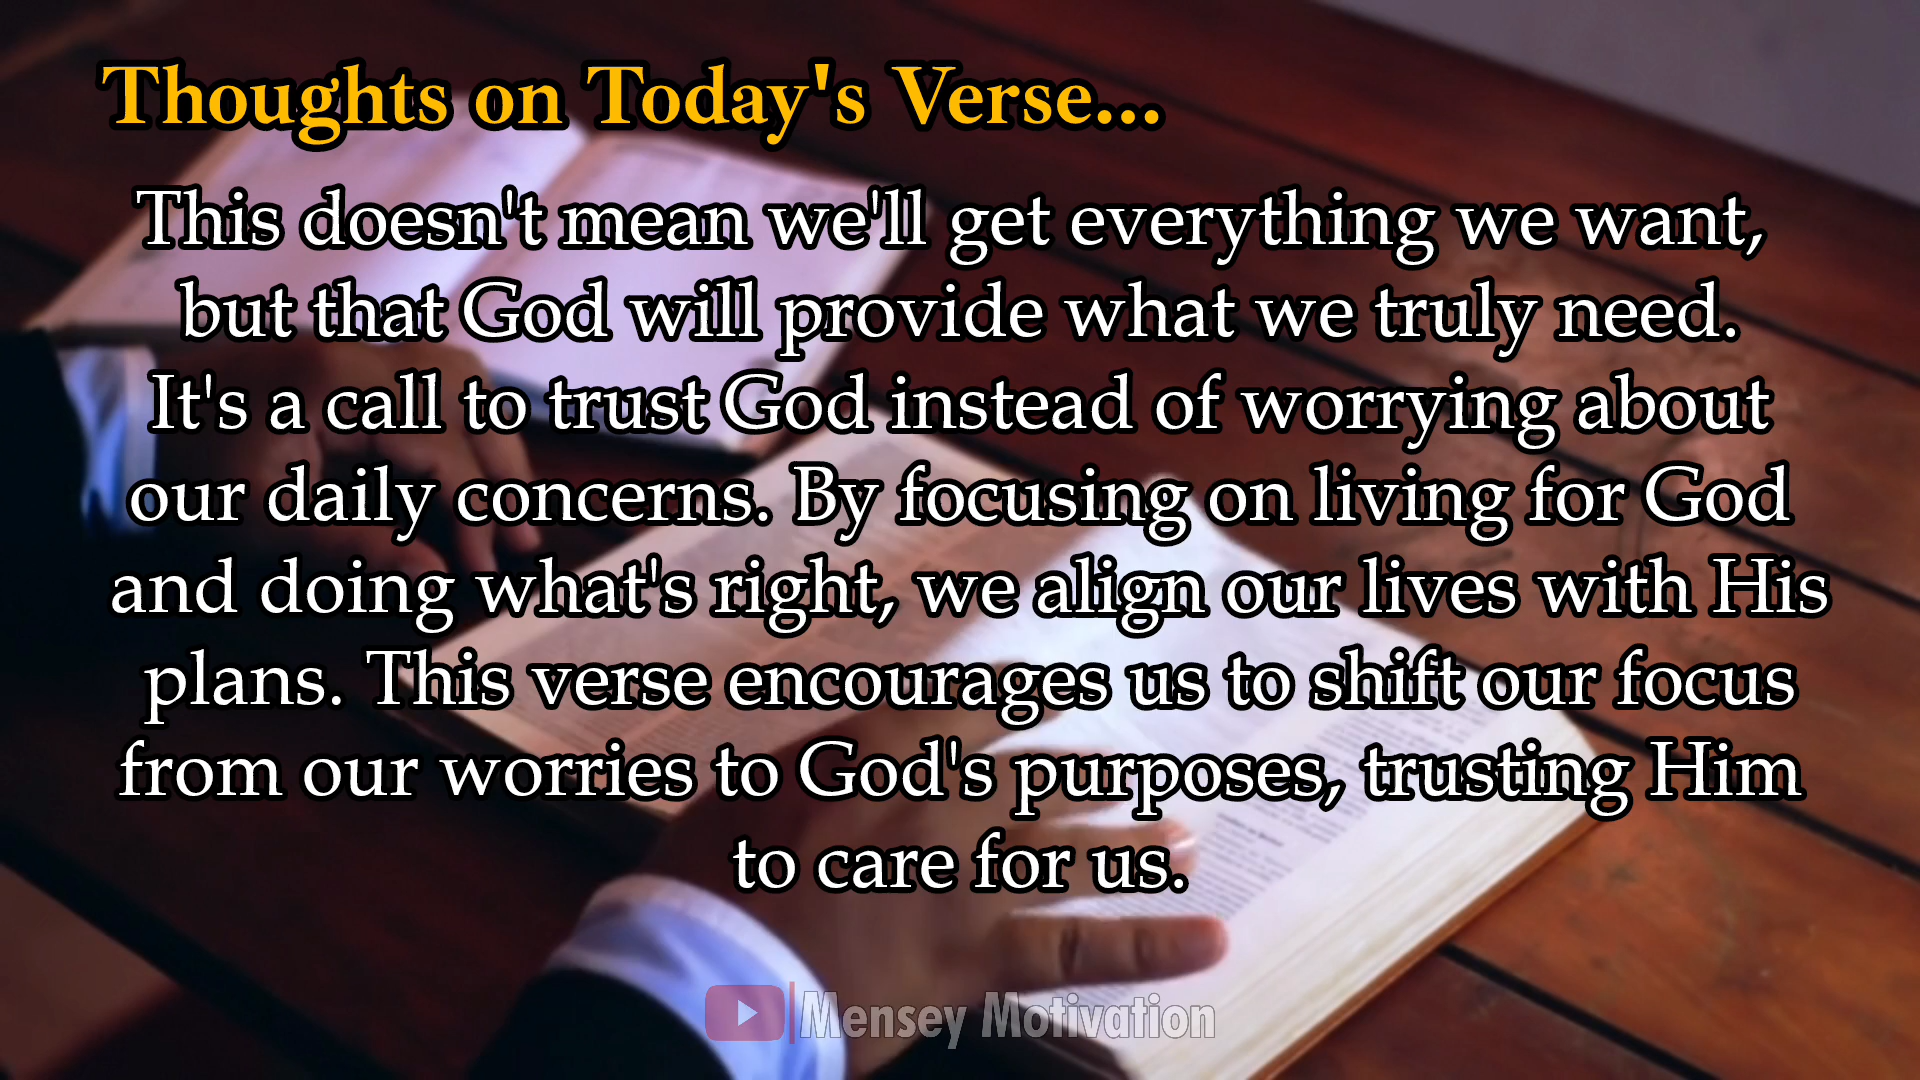 Thoughts on Today's Verse...
This doesn't mean we'll get everything we want,
but that God will provide what we truly need.
It's a call to trust God instead of worrying about
our daily concerns. By focusing on living for God
and doing what's right, we align our lives with His
plans. This verse encourages us to shift our focus
from our worries to God's purposes, trusting Him
to care for us.
Mensey Motivation